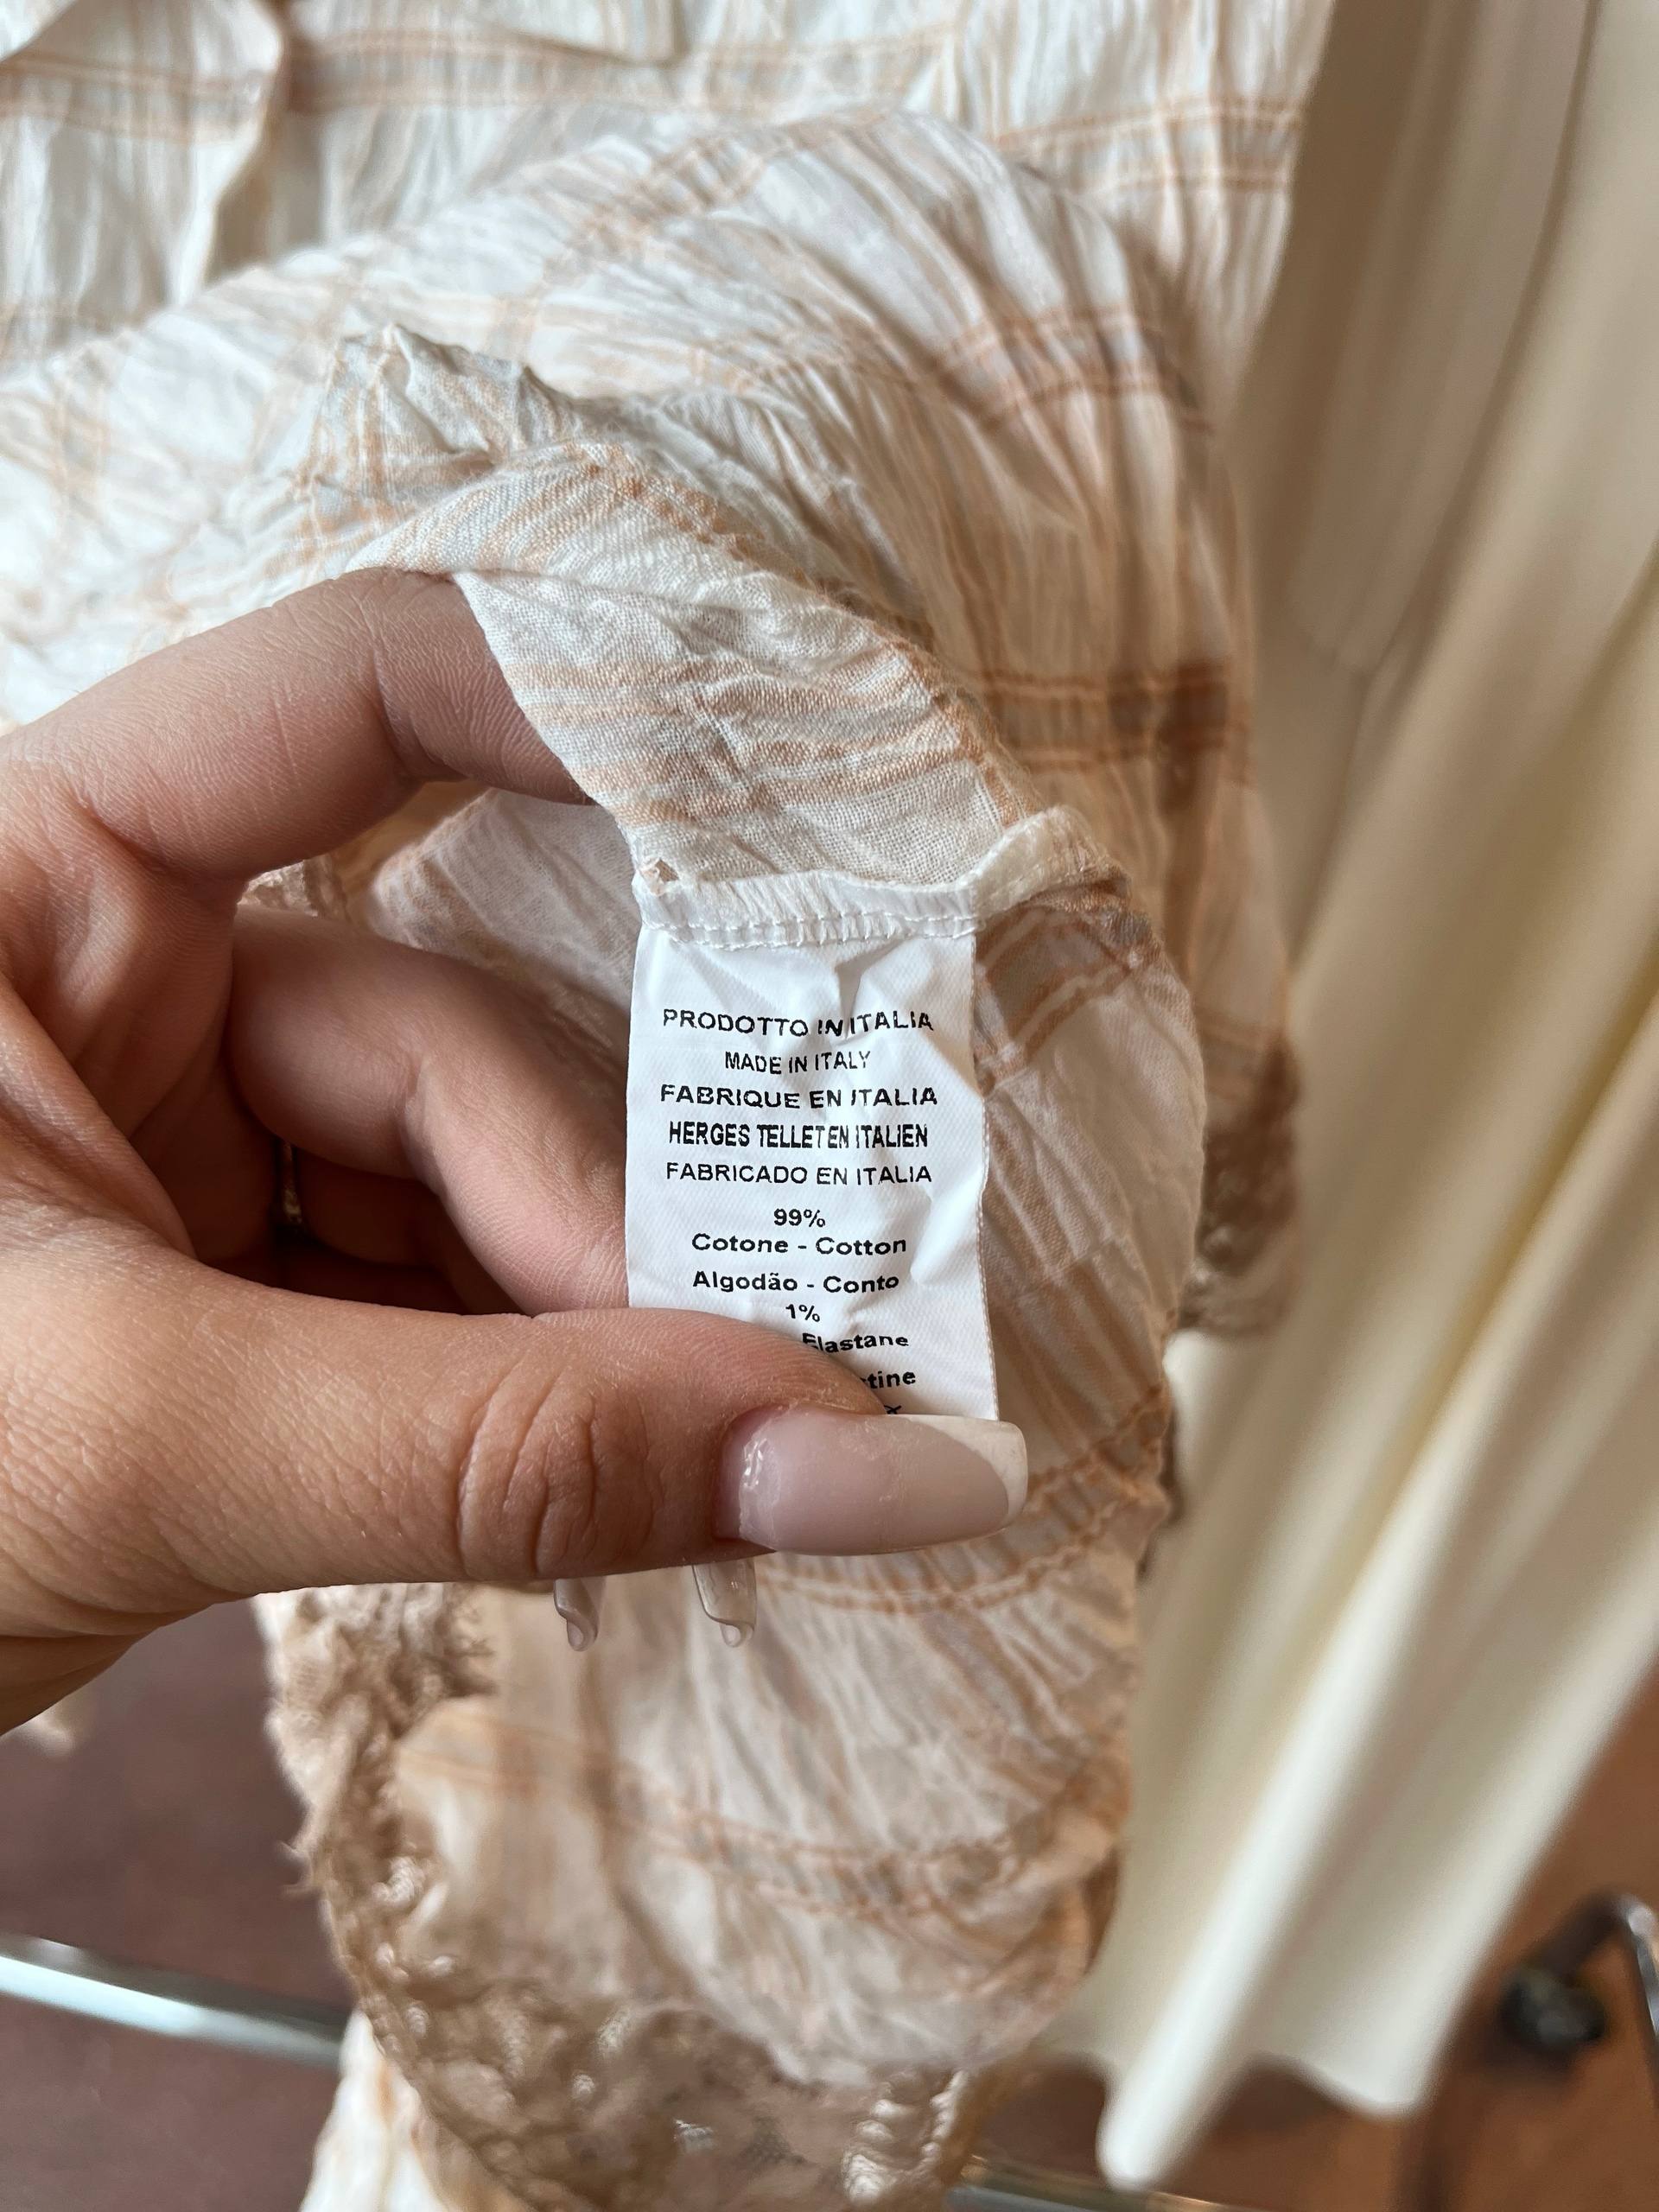 PRODOTTO IN ITALIA
MADE IN ITALY
FABRIQUE EN ITALIA
HERGES TELLET EN ITALIEN
FABRICADO EN ITALIA
99%
Cotone - Cotton
Algodão - Conto
1%
Elastane